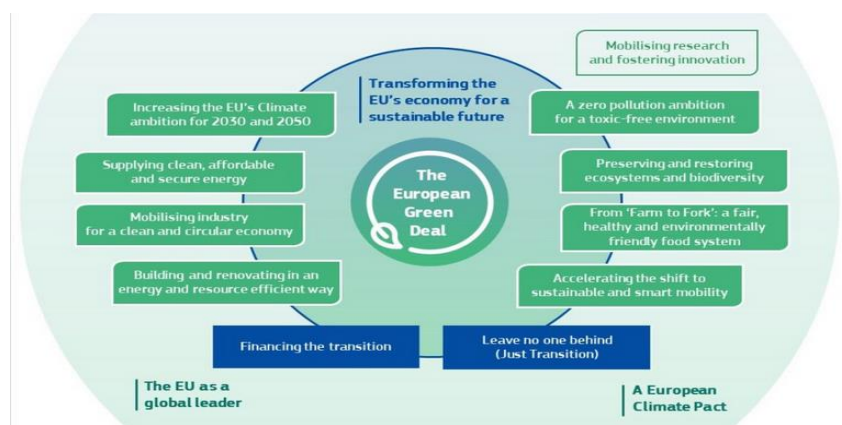 Mobilising research
and fostering innovation
Transforming the
EU's economy for a
sustainable future
Increasing the EU's Climate
ambition for 2030 and 2050
A zero pollution ambition
for a toxic-free environment
Supplying clean, affordable
and secure energy
Preserving and restoring
ecosystems and biodiversity
The
European
Green
Deal
Mobilising industry
for a clean and circular economy
From 'Farm to Fork': a fair,
healthy and environmentally
friendly food system
Building and renovating in an
energy and resource efficient way
Accelerating the shift to
sustainable and smart mobility
Financing the transition
Leave no one behind
(Just Transition)
The EU as a
global leader
A European
Climate Pact